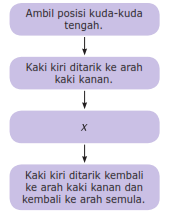 Ambil posisi kuda-kuda
tengah.
Kaki kiri ditarik ke arah
kaki kanan.
x
Kaki kiri ditarik kembali
ke arah kaki kanan dan
kembali ke arah semula.